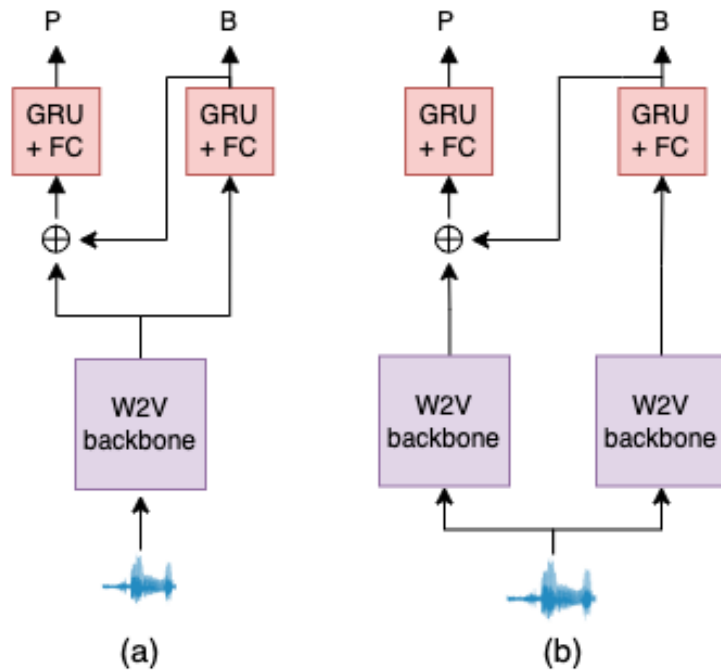 P
B
GRU
+ FC
GRU
+ FC
W2V
backbone
(a)
P
B
GRU
+ FC
GRU
+ FC
W2V
backbone
W2V
backbone
(b)